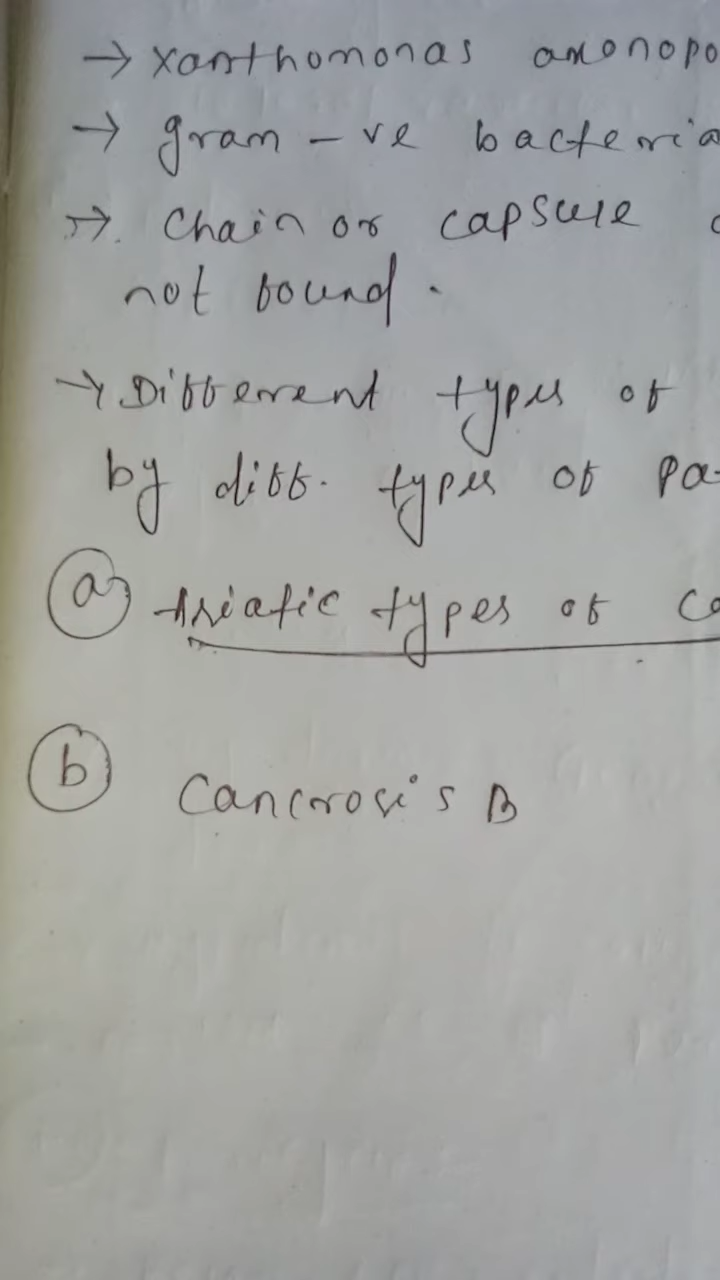 → Xanthomonas axonopo
→ gram -ve bacteria
→ Chain or capsule
not found.
→ Different types of
by diff. types of pa
(a) Asiatic types of Ca
(b) Cancrosis B